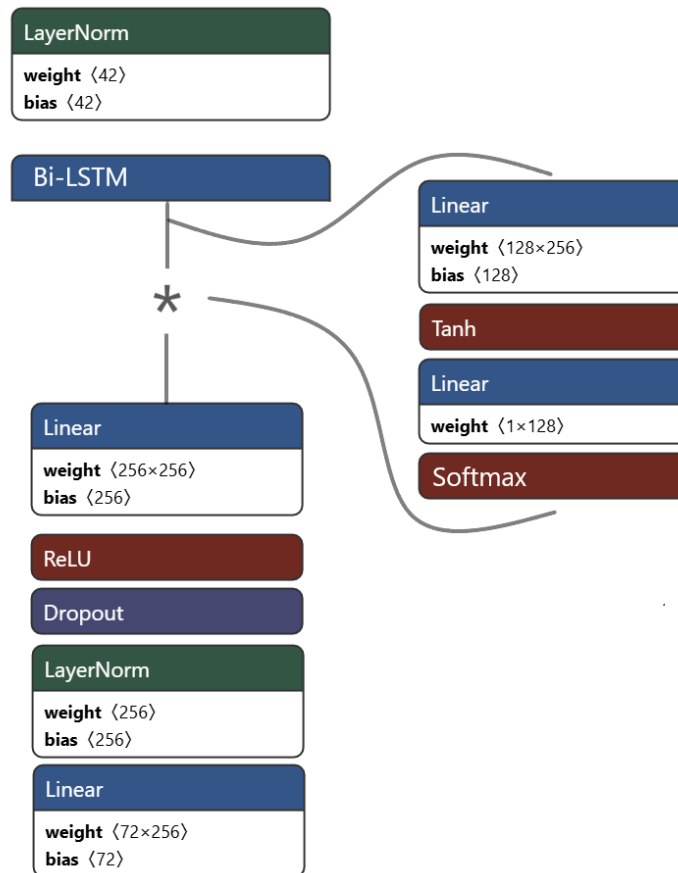 LayerNorm
weight 〈42〉
bias 〈42〉
Bi-LSTM
*
Linear
weight 〈256×256〉
bias 〈256〉
ReLU
Dropout
LayerNorm
weight 〈256〉
bias 〈256〉
Linear
weight 〈72×256〉
bias 〈72〉
Linear
weight 〈128×256〉
bias 〈128〉
Tanh
Linear
weight 〈1×128〉
Softmax